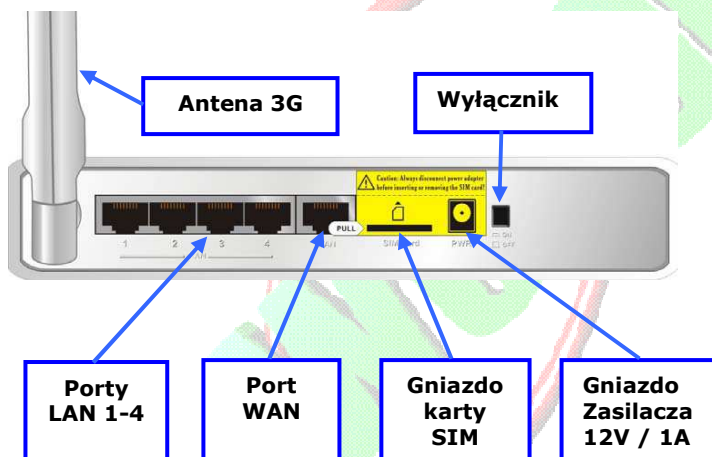 Antena 3G
Wyłącznik
Caution: Always disconnect power adapter
before inserting or removing the SIM card!
PULL
1 2 3 4
LAN
WAN
SIM Card
PWR
ON
OFF
Porty
LAN 1-4
Port
WAN
Gniazdo
karty
SIM
Gniazdo
Zasilacza
12V / 1A